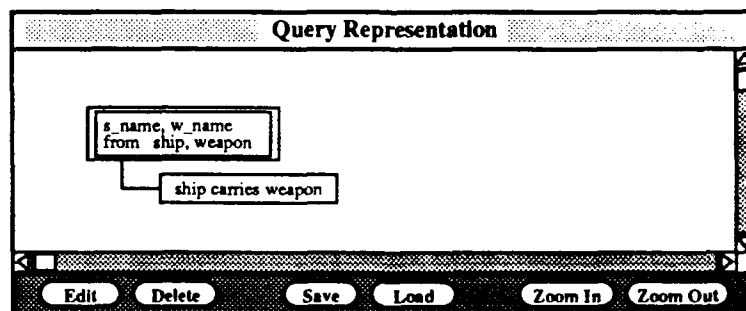 Query Representation
s_name, w_name
from ship, weapon
ship carries weapon
Edit Delete Save Load Zoom In Zoom Out